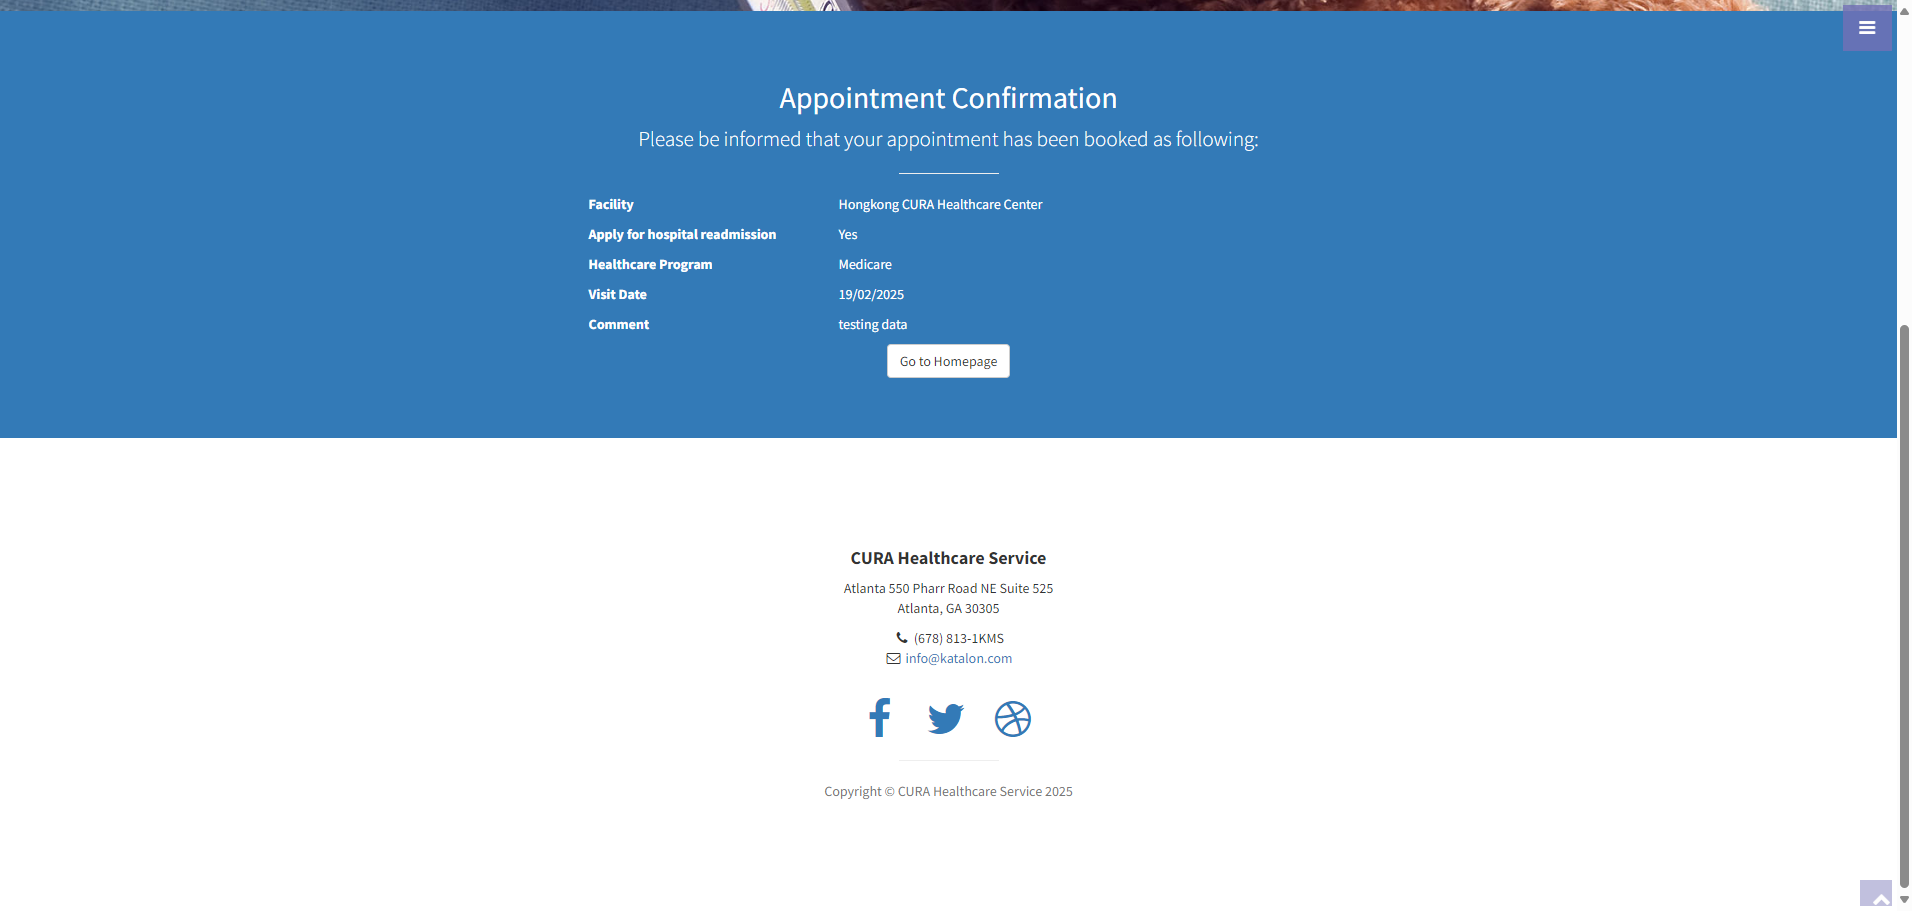 Appointment Confirmation
Please be informed that your appointment has been booked as following:
Facility Hongkong CURA Healthcare Center
Apply for hospital readmission Yes
Healthcare Program Medicare
Visit Date 19/02/2025
Comment testing data
Go to Homepage
CURA Healthcare Service
Atlanta 550 Pharr Road NE Suite 525
Atlanta, GA 30305
(678) 813-1KMS
info@katalon.com
Copyright © CURA Healthcare Service 2025